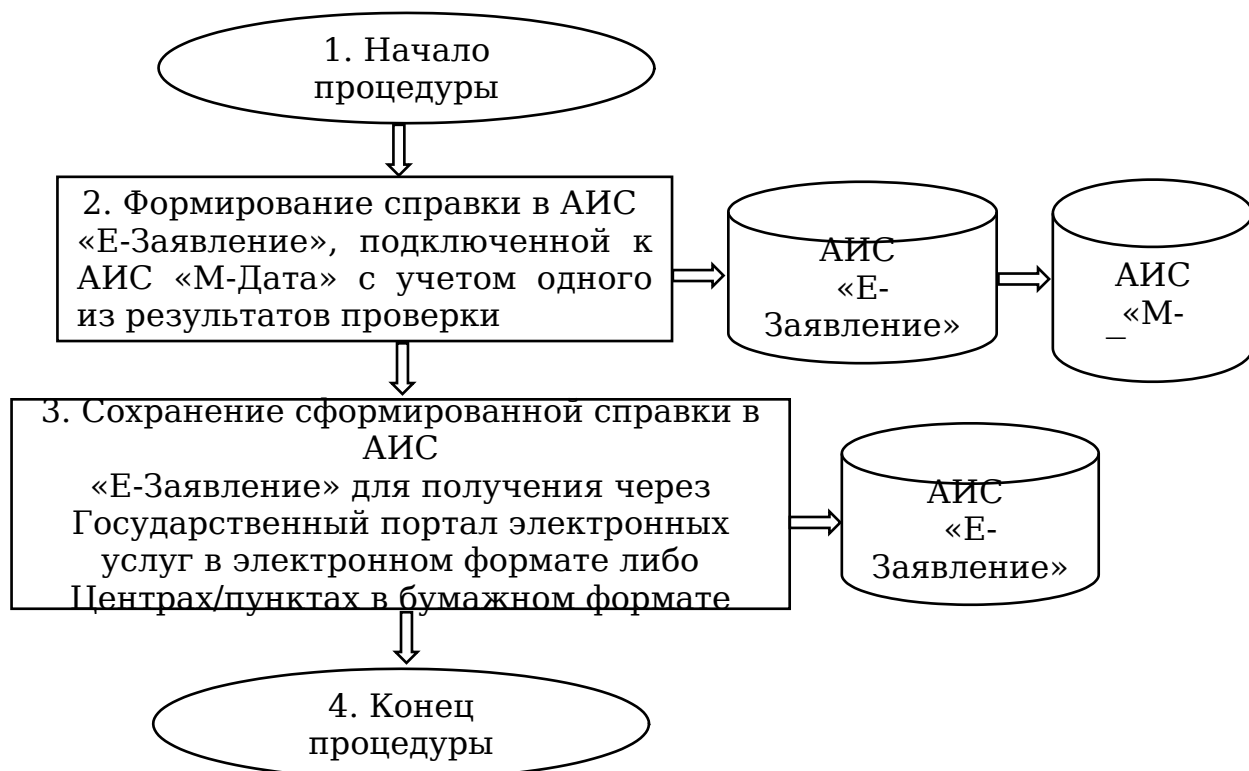 1. Начало
процедуры
2. Формирование справки в АИС
«Е-Заявление», подключенной к
АИС «М-Дата» с учетом одного
из результатов проверки
АИС
«Е-
Заявление»
АИС
_«М-
3. Сохранение сформированной справки в
АИС
«Е-Заявление» для получения через
Государственный портал электронных
услуг в электронном формате либо
Центрах/пунктах в бумажном формате
АИС
«Е-
Заявление»
4. Конец
процедуры